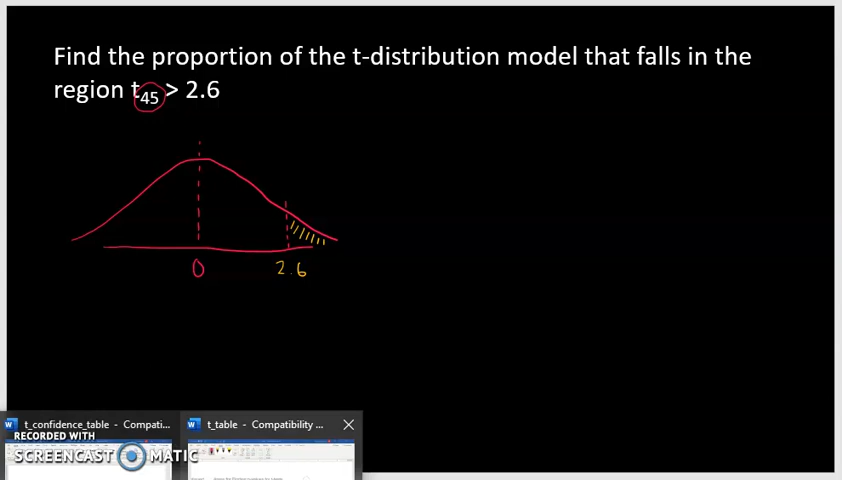 Find the proportion of the t-distribution model that falls in the
region t45 > 2.6
0
2.6
t_confidence_table - Compati...
t_table - Compatibility ...
RECORDED WITH
SCREENCAST MATIC